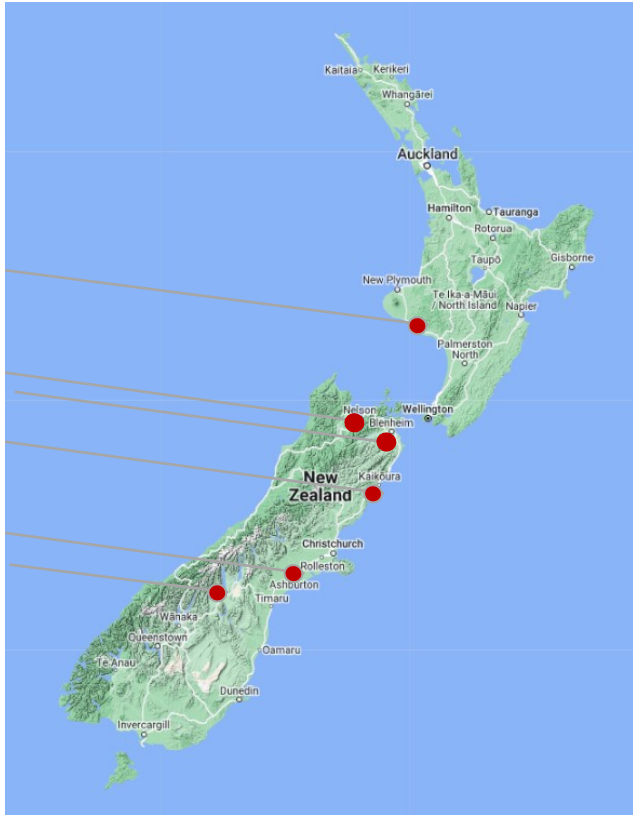 Kaitaia
Kerikeri
Whangārei
Auckland
Hamilton
Tauranga
Rotorua
Taupō
Gisborne
New Plymouth
Te Ika-a-Māui
/ North Island
Napier
Palmerston
North
Nelson
Wellington
Blenheim
New
Zealand
Kaikōura
Christchurch
Rolleston
Ashburton
Timaru
Wānaka
Queenstown
Oamaru
Te Anau
Dunedin
Invercargill